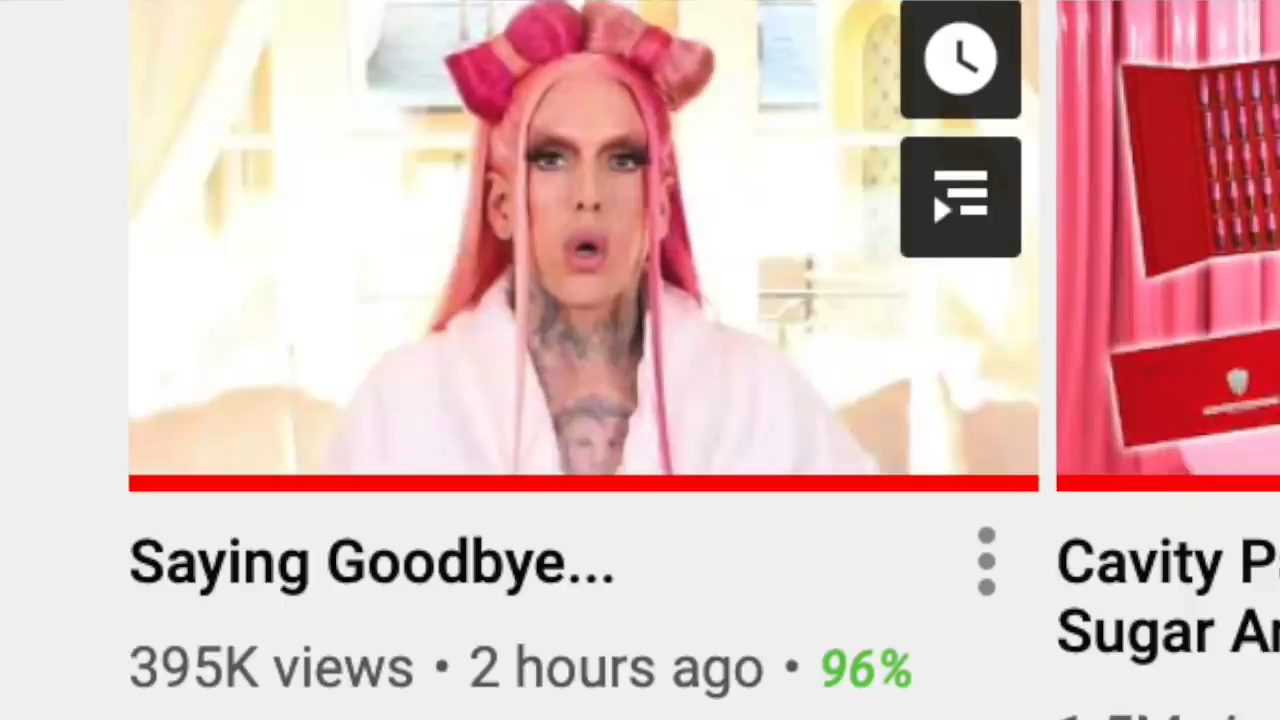 Saying Goodbye...
Cavity
Sugar
395K views • 2 hours ago • 96%